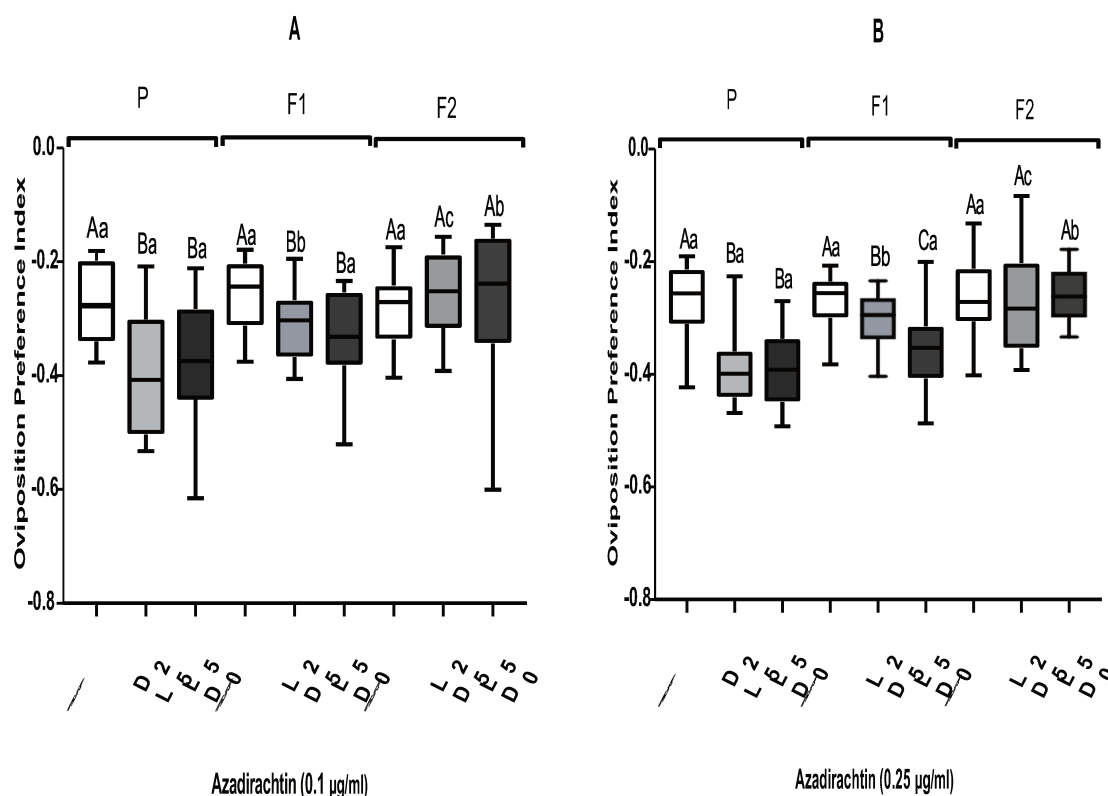 A
B
P
F1
F2
P
F1
F2
0.0
-0.2
-0.4
-0.6
-0.8
Oviposition Preference Index
Aa
Ba
Ba
Aa
Bb
Ba
Aa
Ac
Ab
0.0
-0.2
-0.4
-0.6
-0.8
Oviposition Preference Index
Aa
Ba
Ba
Aa
Bb
Ca
Aa
Ac
Ab
Azadirachtin (0.1 µg/ml)
Azadirachtin (0.25 µg/ml)